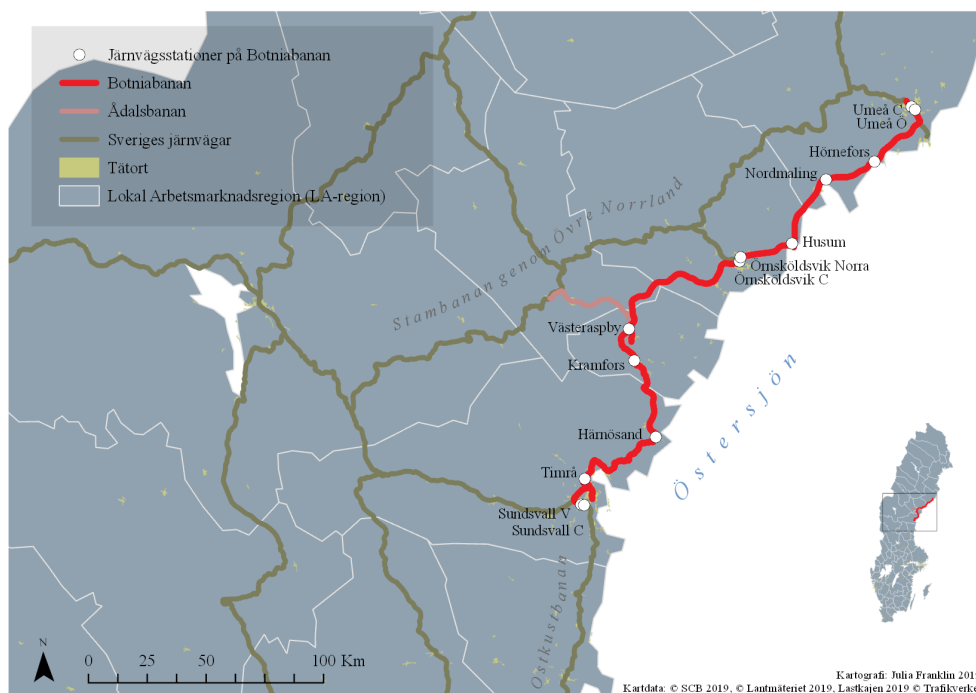 Järnvägsstationer på Botniabanan
Botniabanan
Ådalsbanan
Sveriges järnvägar
Tätort
Lokal Arbetsmarknadsregion (LA-region)
Umeå C
Umeå Ö
Hörnefors
Nordmaling
Husum
Örnsköldsvik Norra
Örnsköldsvik C
Stambanan genom Övre Norrland
Västeraspby
Kramfors
Härnösand
Timrå
Sundsvall V
Sundsvall C
Östersjön
Ostkustbanan
N
0 25 50 100 Km
Kartografi: Julia Franklin 201
Kartdata: © SCB 2019, © Lantmäteriet 2019, Lastkajen 2019 © Trafikverke